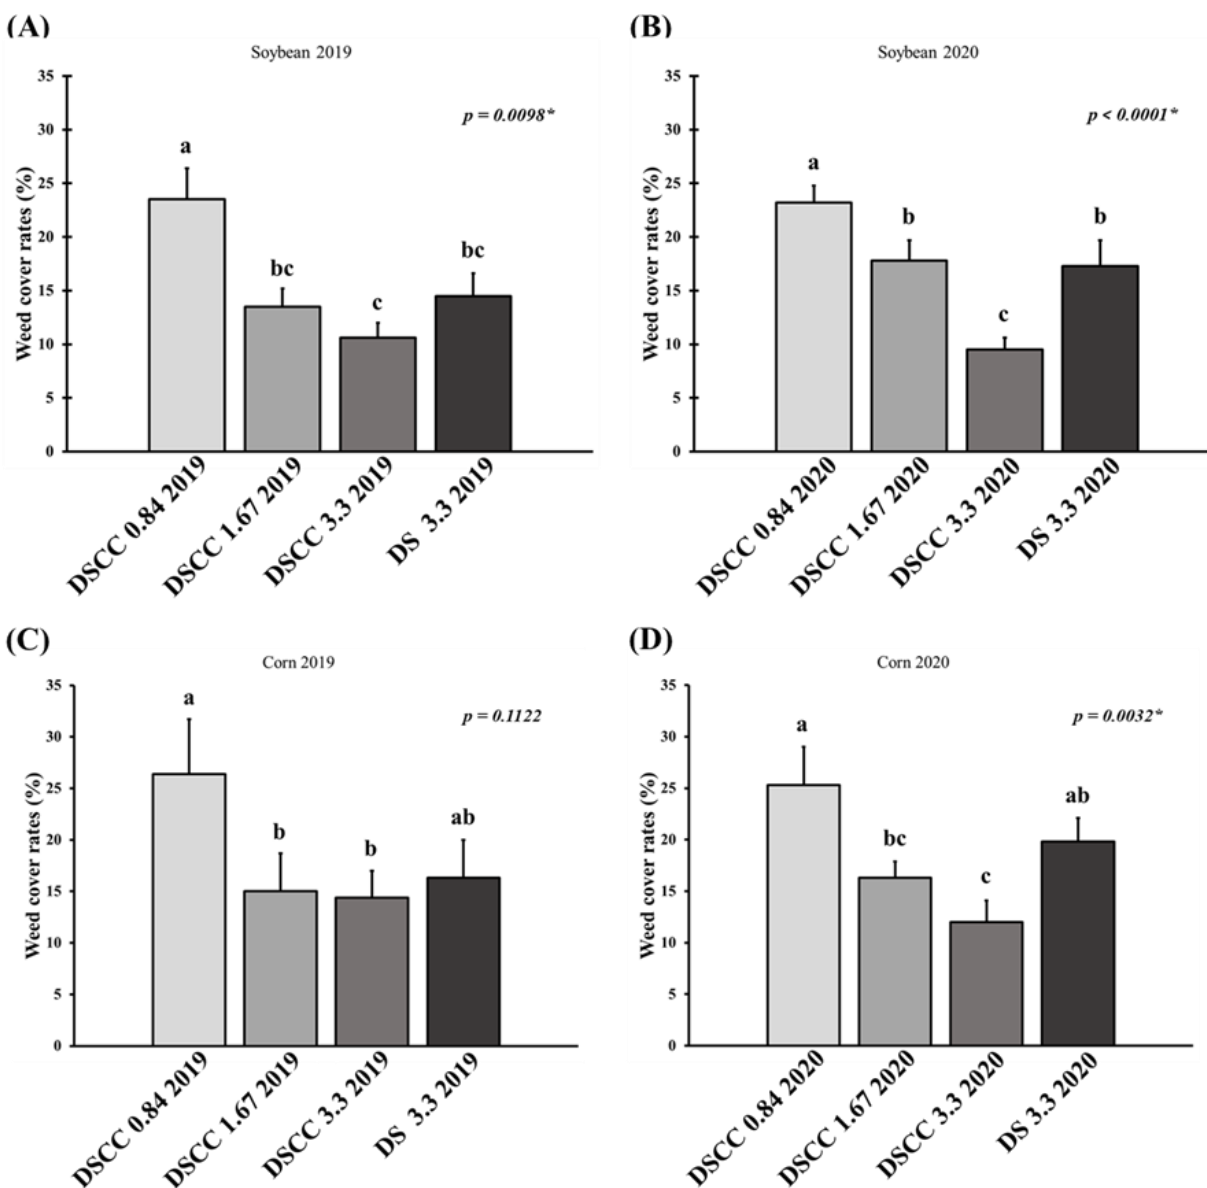 (A)
Soybean 2019
35
30
25
20
15
10
5
0
Weed cover rates (%)
p = 0.0098*
a
bc
c
bc
DSCC 0.84 2019
DSCC 1.67 2019
DSCC 3.3 2019
DS 3.3 2019
(B)
Soybean 2020
35
30
25
20
15
10
5
0
Weed cover rates (%)
p < 0.0001*
a
b
c
b
DSCC 0.84 2020
DSCC 1.67 2020
DSCC 3.3 2020
DS 3.3 2020
(C)
Corn 2019
35
30
25
20
15
10
5
0
Weed cover rates (%)
p = 0.1122
a
b
b
ab
DSCC 0.84 2019
DSCC 1.67 2019
DSCC 3.3 2019
DS 3.3 2019
(D)
Corn 2020
35
30
25
20
15
10
5
0
Weed cover rates (%)
p = 0.0032*
a
bc
c
ab
DSCC 0.84 2020
DSCC 1.67 2020
DSCC 3.3 2020
DS 3.3 2020